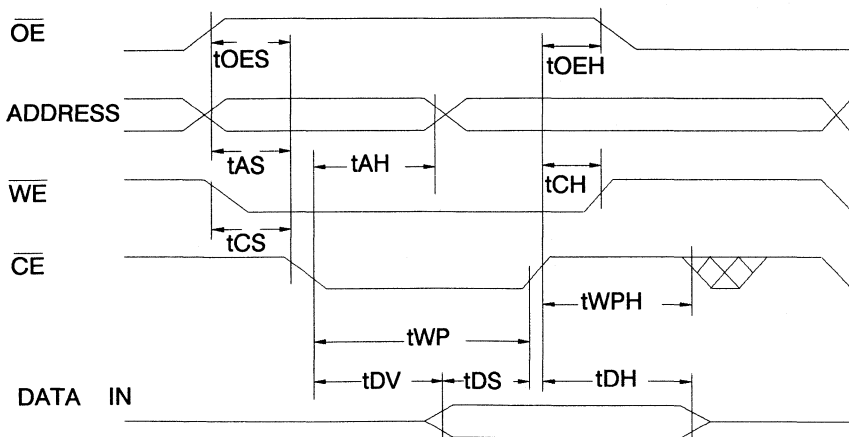 OE
tOES tOEH
ADDRESS
tAS tAH tCH
WE
tCS
CE
tWPH
tWP
tDV tDS tDH
DATA IN